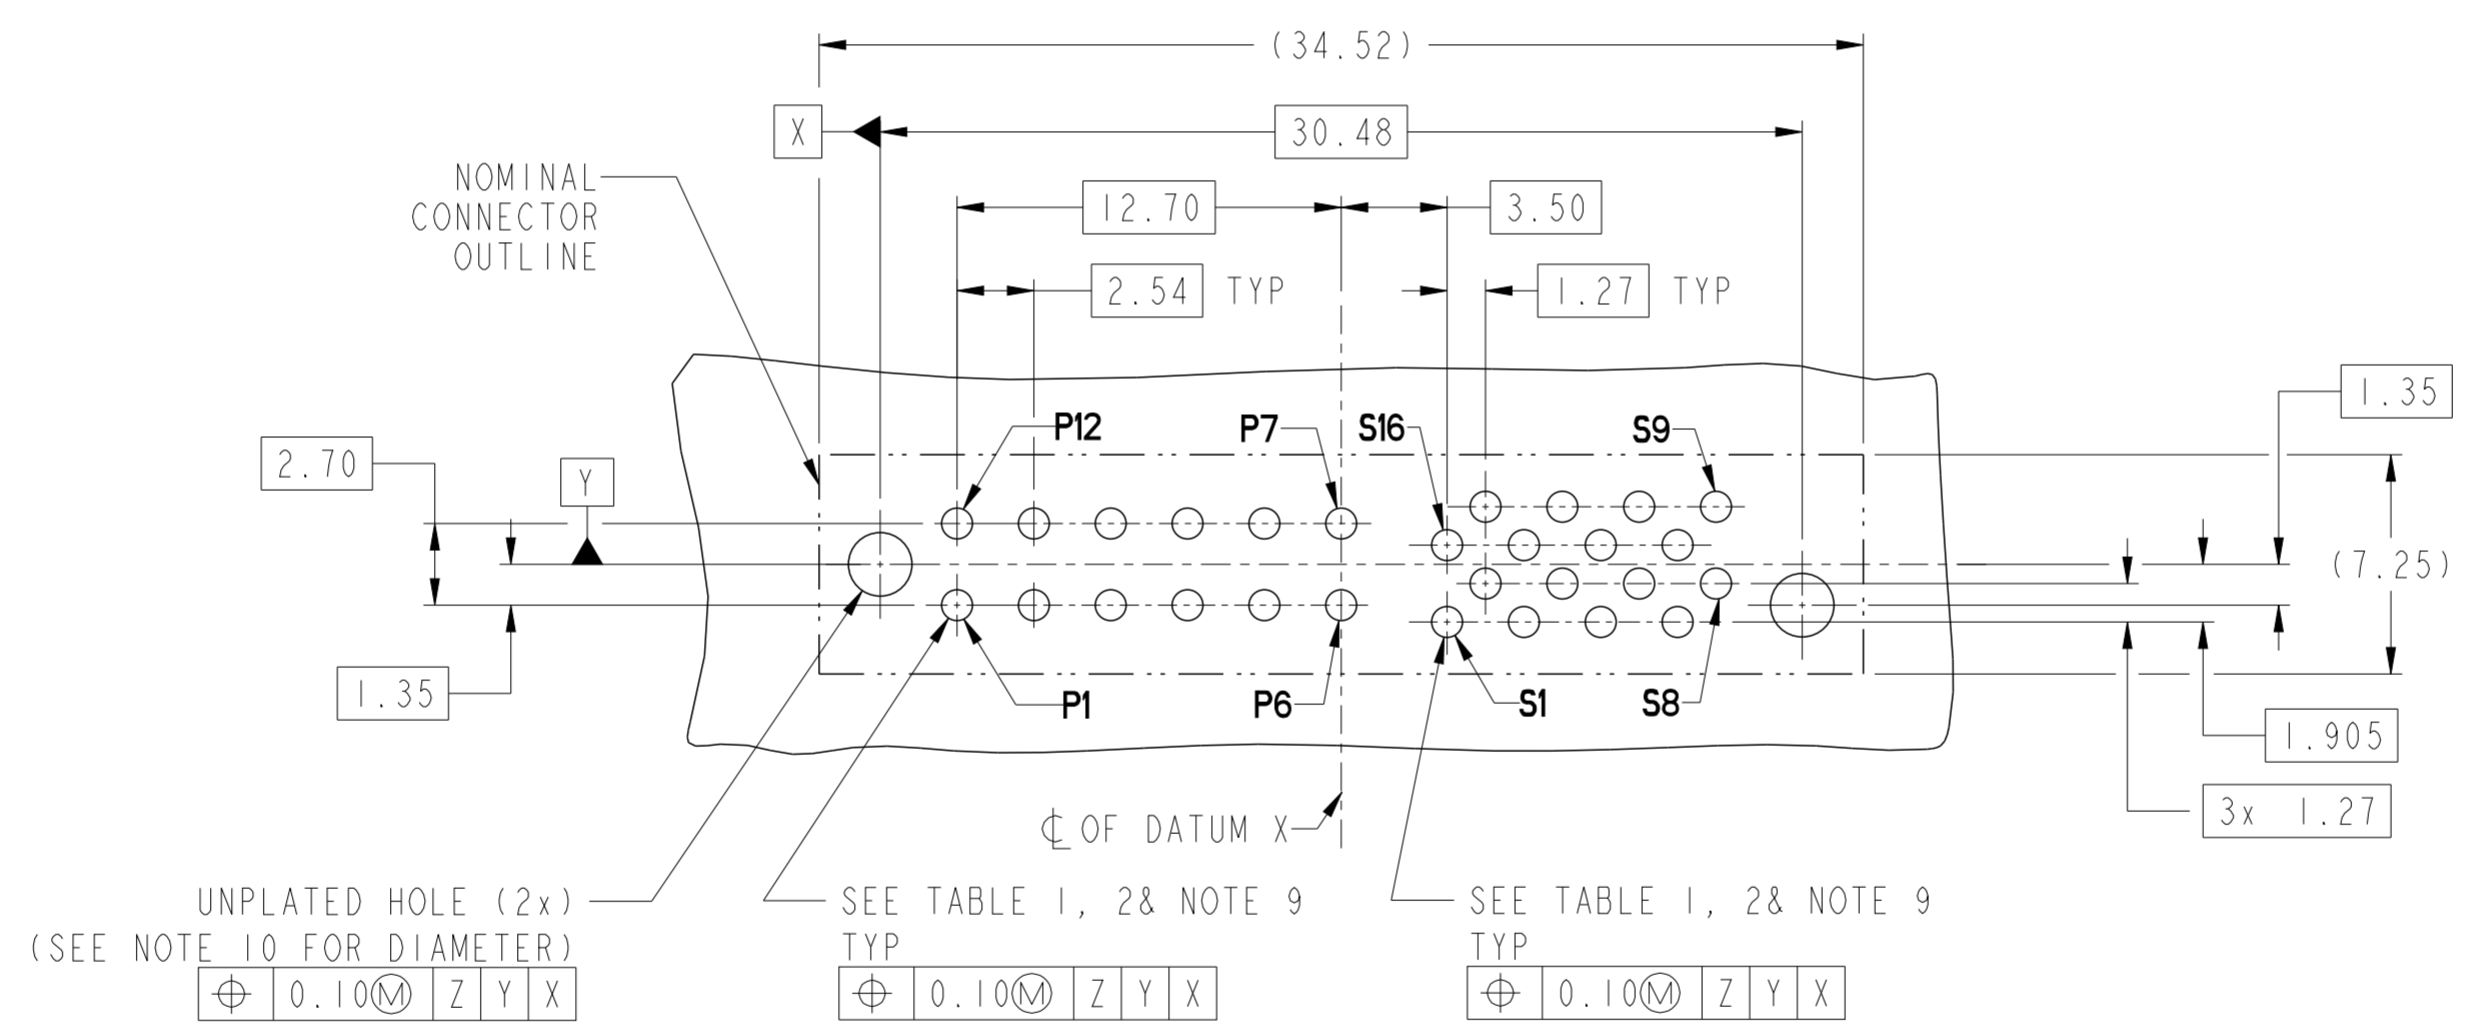 (34.52)
X
30.48
NOMINAL
CONNECTOR
OUTLINE
12.70
3.50
2.54 TYP
1.27 TYP
1.35
2.70
Y
P12
P7
S16
S9
(7.25)
1.35
P1
P6
S1
S8
1.905
3x 1.27
℄ OF DATUM X
UNPLATED HOLE (2x)
(SEE NOTE 10 FOR DIAMETER)
⌖ 0.10Ⓜ Z Y X
SEE TABLE 1, 2& NOTE 9
TYP
⌖ 0.10Ⓜ Z Y X
SEE TABLE 1, 2& NOTE 9
TYP
⌖ 0.10Ⓜ Z Y X